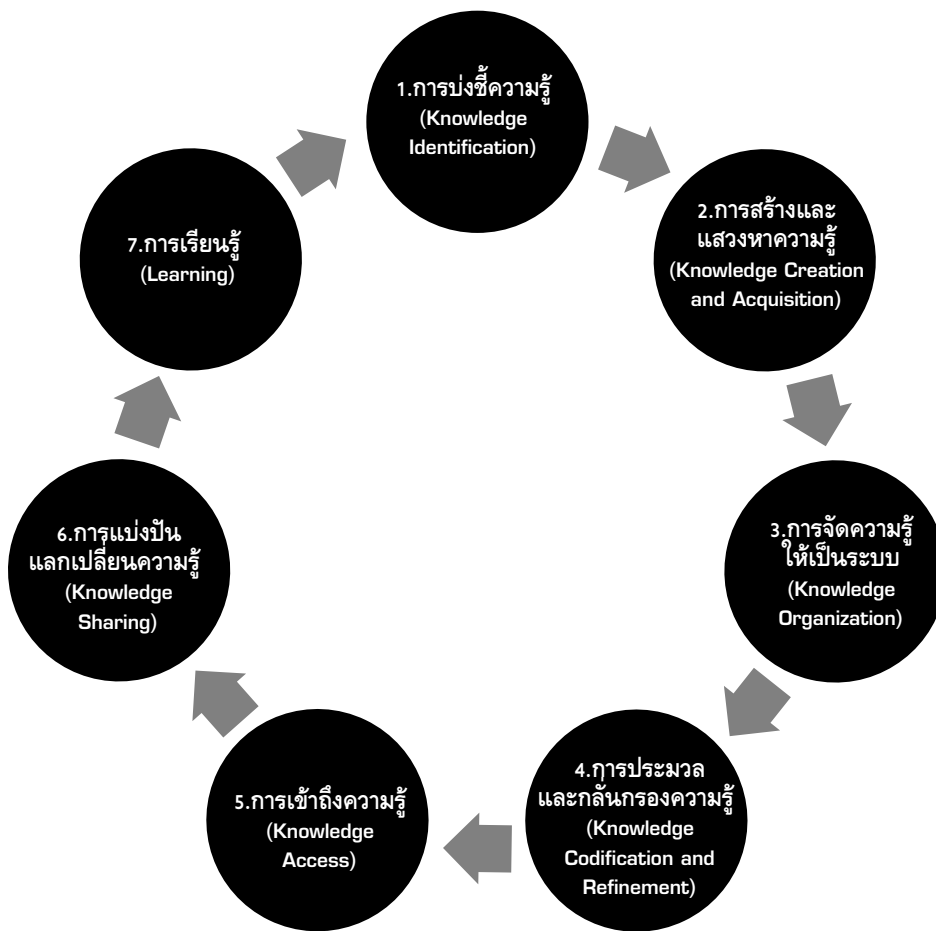 1.การบ่งชี้ความรู้
(Knowledge
Identification)
2.การสร้างและ
แสวงหาความรู้
(Knowledge Creation
and Acquisition)
3.การจัดความรู้
ให้เป็นระบบ
(Knowledge
Organization)
4.การประมวล
และกลั่นกรองความรู้
(Knowledge
Codification and
Refinement)
5.การเข้าถึงความรู้
(Knowledge
Access)
6.การแบ่งปัน
แลกเปลี่ยนความรู้
(Knowledge
Sharing)
7.การเรียนรู้
(Learning)